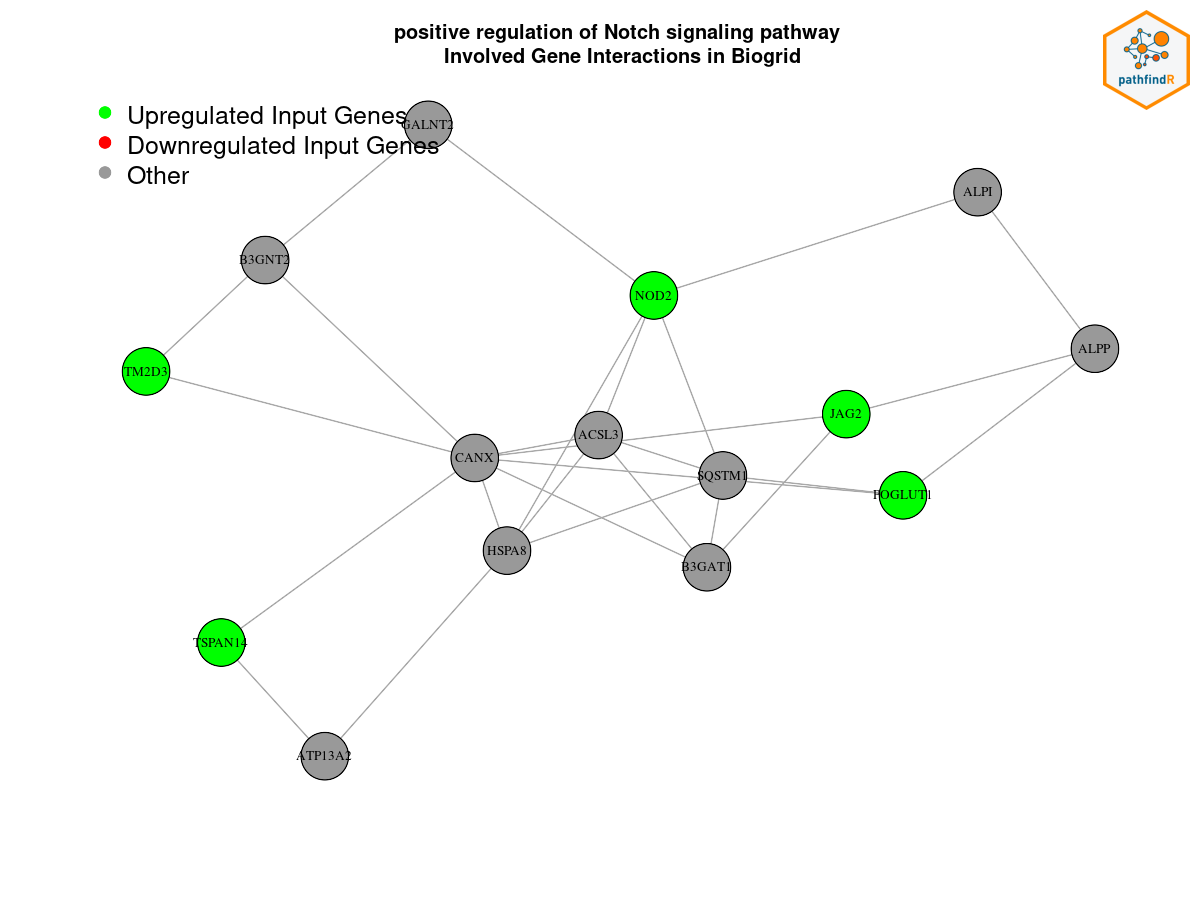 positive regulation of Notch signaling pathway
Involved Gene Interactions in Biogrid
pathfindR
Upregulated Input Genes
Downregulated Input Genes
Other
GALNT2
ALPI
B3GNT2
NOD2
ALPP
TM2D3
JAG2
ACSL3
CANX
SQSTM1
POGLUT1
HSPA8
B3GAT1
TSPAN14
ATP13A2